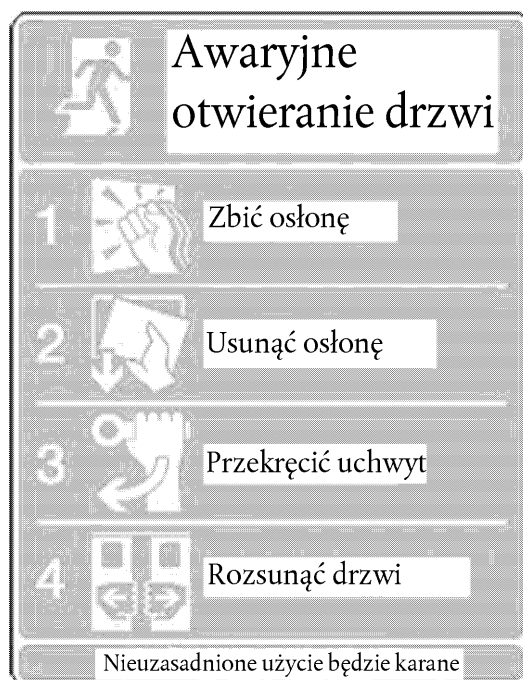 Awaryjne
otwieranie drzwi
1 Zbić osłonę
2 Usunąć osłonę
3 Przekręcić uchwyt
4 Rozsunąć drzwi
Nieuzasadnione użycie będzie karane